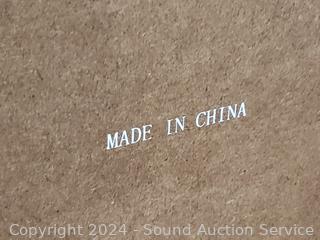 MADE IN CHINA
Copyright 2024 - Sound Auction Service